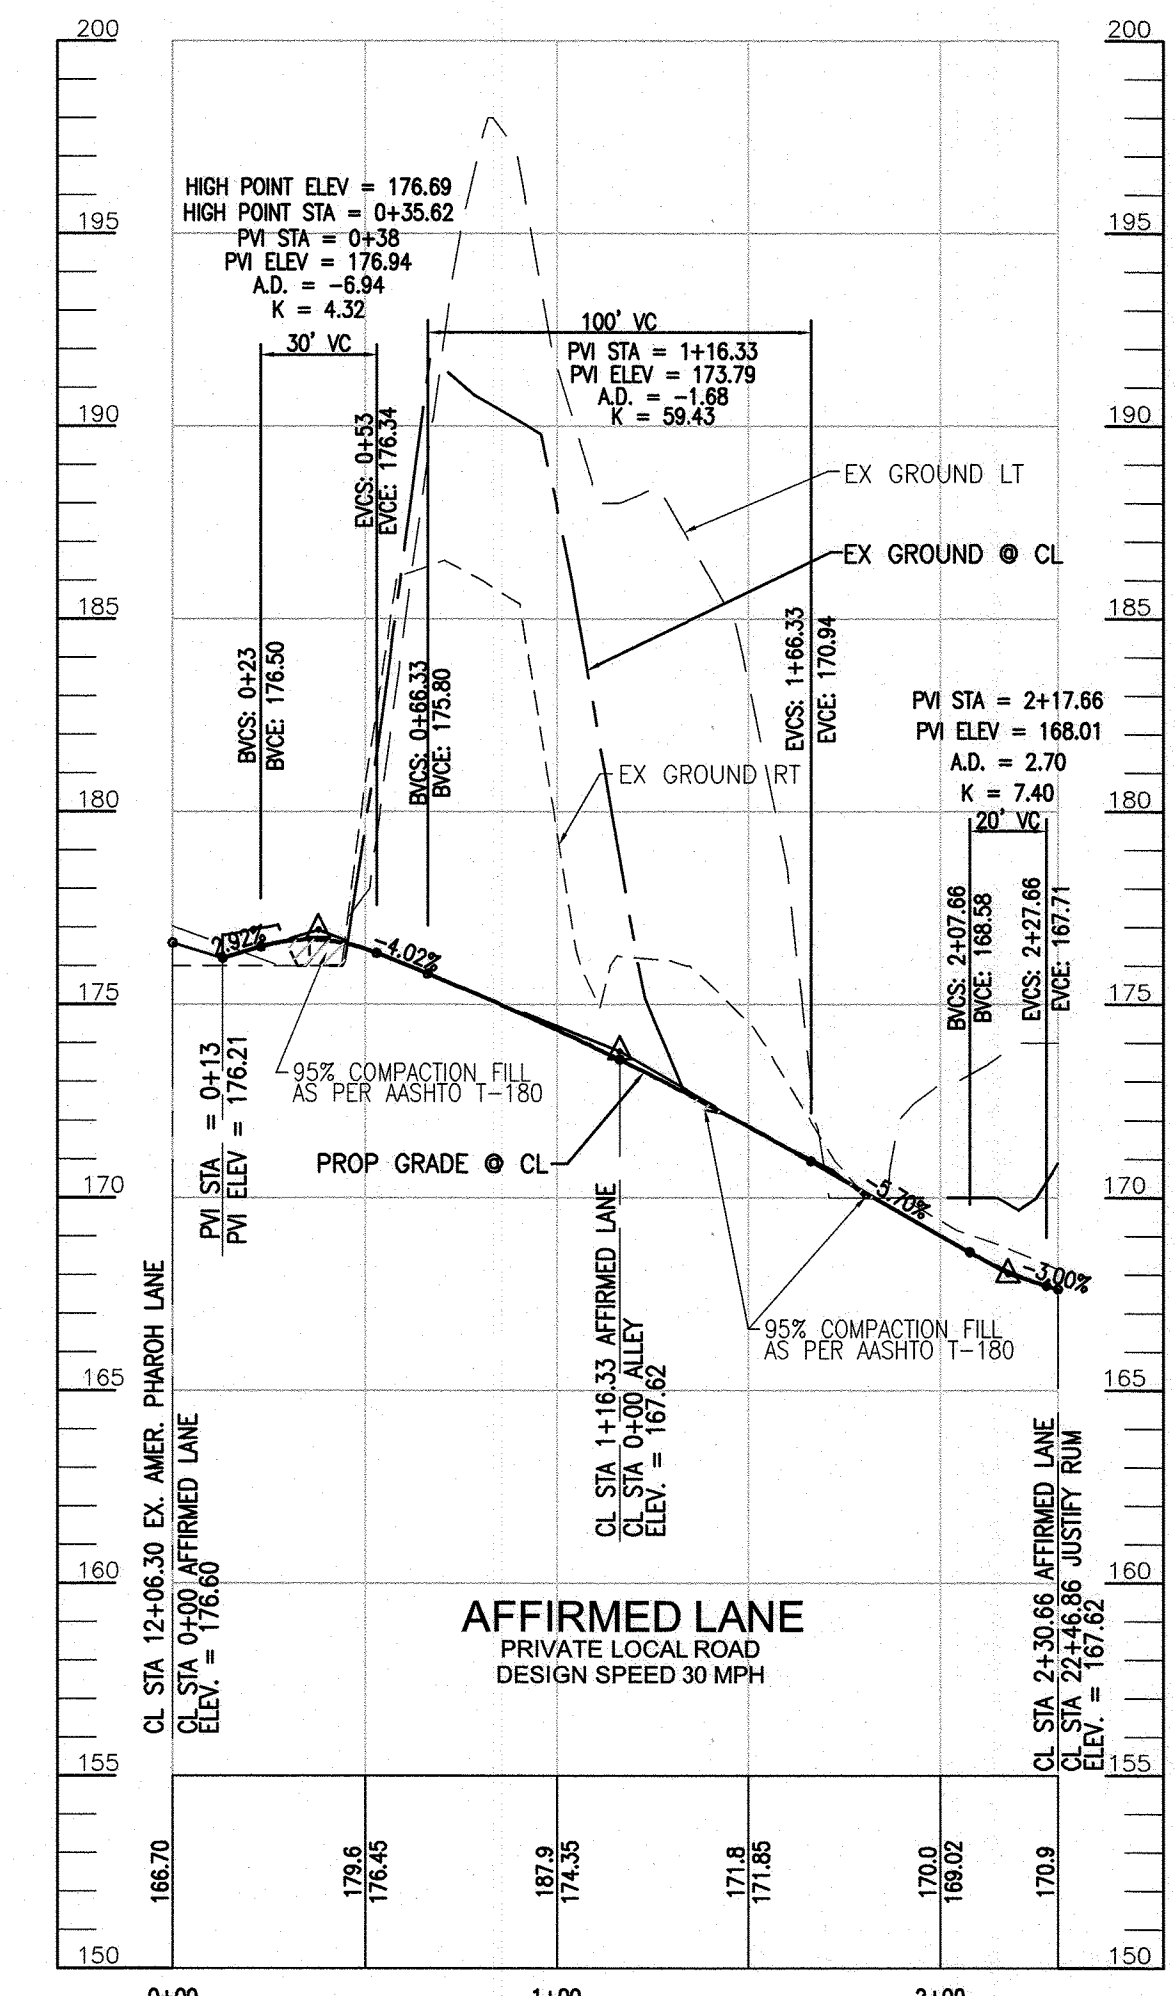 200
200
HIGH POINT ELEV = 176.69
HIGH POINT STA = 0+35.62
PVI STA = 0+38
PVI ELEV = 176.94
A.D. = -6.94
K = 4.32
30' VC
195
195
100' VC
PVI STA = 1+16.33
PVI ELEV = 173.79
A.D. = -1.68
K = 59.43
190
190
EVCS: 0+53
EVCE: 176.34
EX GROUND LT
EX GROUND @ CL
185
185
BVCS: 0+23
BVCE: 176.50
BVCS: 0+66.33
BVCE: 175.80
EVCS: 1+66.33
EVCE: 170.94
EX GROUND RT
PVI STA = 2+17.66
PVI ELEV = 168.01
A.D. = 2.70
K = 7.40
20' VC
180
180
BVCS: 2+07.66
BVCE: 168.58
EVCS: 2+27.66
EVCE: 167.71
2.92%
-4.02%
175
175
95% COMPACTION FILL
AS PER AASHTO T-180
PVI STA = 0+13
PVI ELEV = 176.21
PROP GRADE @ CL
170
170
-5.70%
-3.00%
95% COMPACTION FILL
AS PER AASHTO T-180
165
165
CL STA 12+06.30 EX. AMER. PHAROH LANE
CL STA 0+00 AFFIRMED LANE
ELEV. = 176.60
CL STA 1+16.33 AFFIRMED LANE
CL STA 0+00 ALLEY
ELEV. = 167.62
CL STA 2+30.66 AFFIRMED LANE
CL STA 22+46.86 JUSTIFY RUM
ELEV. = 167.62
160
160
AFFIRMED LANE
PRIVATE LOCAL ROAD
DESIGN SPEED 30 MPH
155
155
166.70
179.6
176.45
187.9
174.35
171.8
171.85
170.0
169.02
170.9
150
150
0+00
1+00
2+00